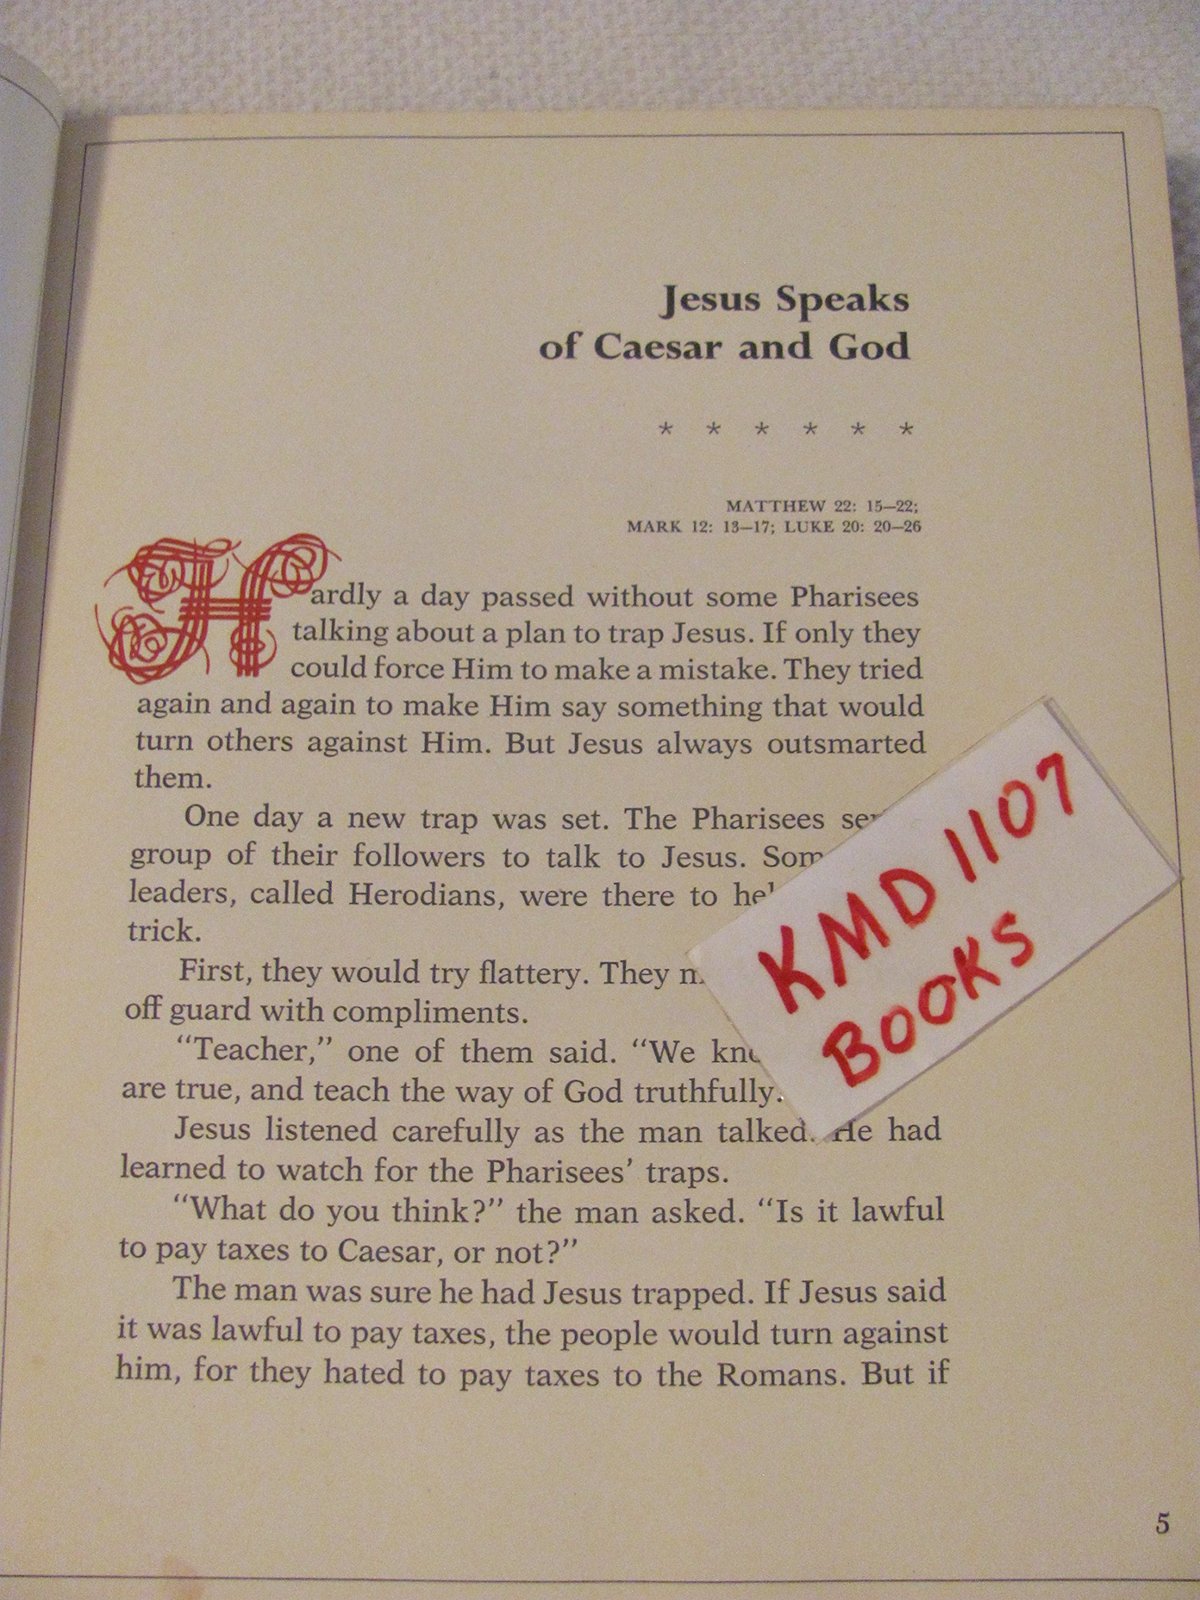 Jesus Speaks
of Caesar and God
* * * * * *
MATTHEW 22: 15–22;
MARK 12: 13–17; LUKE 20: 20–26
Hardly a day passed without some Pharisees
talking about a plan to trap Jesus. If only they
could force Him to make a mistake. They tried
again and again to make Him say something that would
turn others against Him. But Jesus always outsmarted
them.
One day a new trap was set. The Pharisees
group of their followers to talk to Jesus.
leaders, called Herodians, were there to
trick.
First, they would try flattery. They
off guard with compliments.
“Teacher,” one of them said. “We
are true, and teach the way of God truthfully.
Jesus listened carefully as the man talked. He had
learned to watch for the Pharisees’ traps.
“What do you think?” the man asked. “Is it lawful
to pay taxes to Caesar, or not?”
The man was sure he had Jesus trapped. If Jesus said
it was lawful to pay taxes, the people would turn against
him, for they hated to pay taxes to the Romans. But if
KMD 1107
BOOKS
5